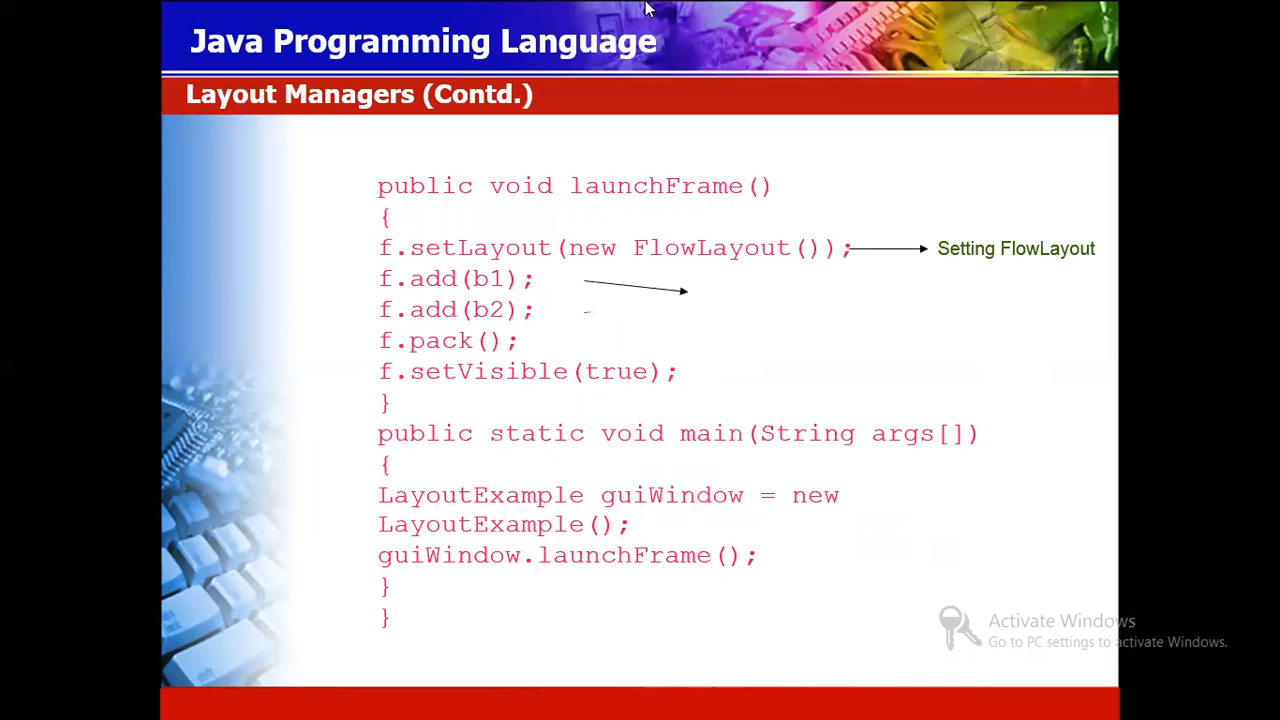 Java Programming Language
Layout Managers (Contd.)
public void launchFrame()
{
f.setLayout(new FlowLayout()); Setting FlowLayout
f.add(b1);
f.add(b2);
f.pack();
f.setVisible(true);
}
public static void main(String args[])
{
LayoutExample guiWindow = new
LayoutExample();
guiWindow.launchFrame();
}
}
Activate Windows
Go to PC settings to activate Windows.